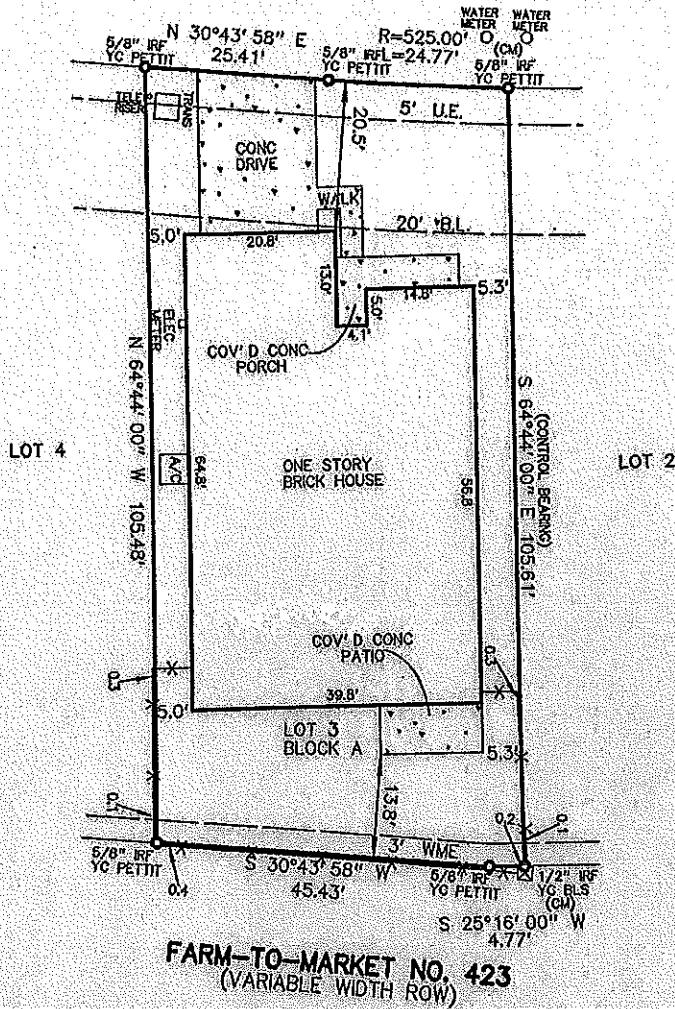 WATER METER
WATER METER
(CM)
N 30°43' 58" E
25.41'
R=525.00'
L=24.77'
5/8" IRF
YC PETTIT
5/8" IRF
YC PETTIT
5/8" IRF
YC PETTIT
TRANS
5' U.E.
20.5'
CONC
DRIVE
WALK
20' B.L.
5.0'
20.8'
13.0'
5.0'
14.8'
5.3'
4.1'
ELEC
METER
COV'D CONC
PORCH
N 64°44' 00" W 105.48'
(CONTROL BEARING)
S 64°44' 00" E 105.61'
LOT 4
LOT 2
A/C
64.8'
ONE STORY
BRICK HOUSE
55.8
COV'D CONC
PATIO
0.3
0.3
39.8'
5.0'
LOT 3
BLOCK A
5.3'
13.8'
0.1
0.2
0.1
3' WME
5/8" IRF
YC PETTIT
0.4
S 30°43' 58" W
45.43'
5/8" IRF
YC PETTIT
1/2" IRF
YC BLS
(CM)
S 25°16' 00" W
4.77'
FARM-TO-MARKET NO. 423
(VARIABLE WIDTH ROW)